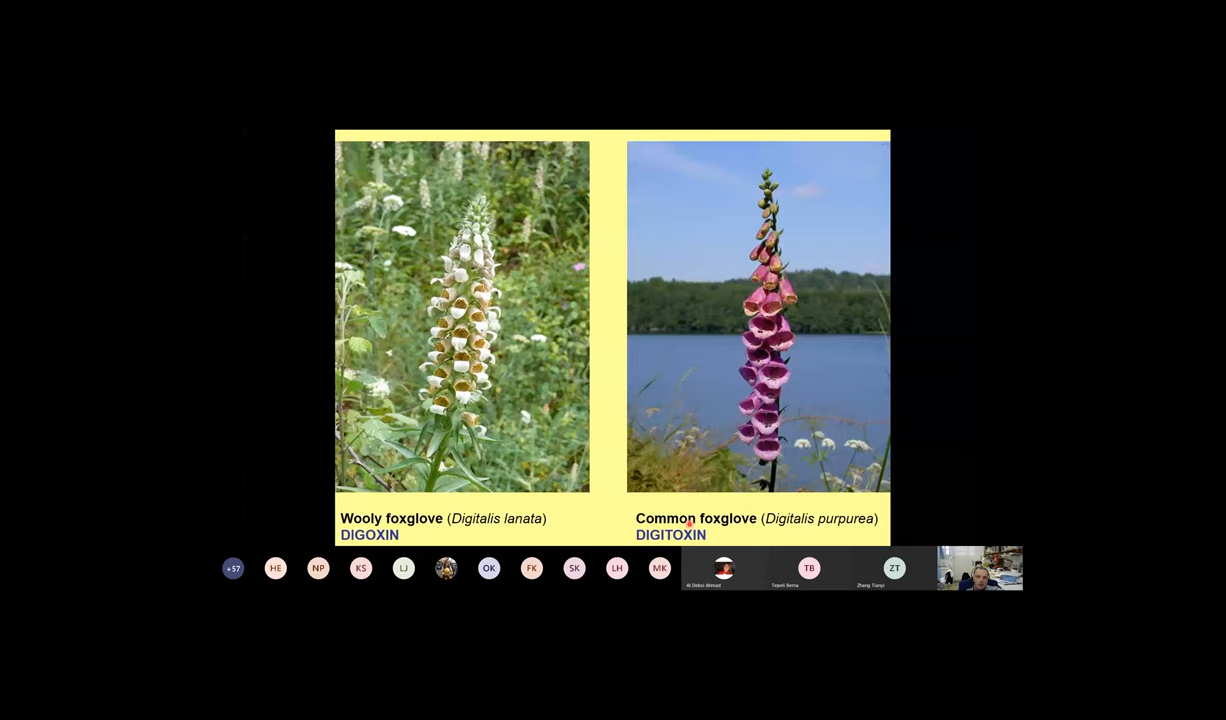 Wooly foxglove (Digitalis lanata)
DIGOXIN
Common foxglove (Digitalis purpurea)
DIGITOXIN
+57
HE
NP
KS
LJ
OK
FK
SK
LH
MK
TB
ZT
Al Debsi Ahmad
Tepeli Berna
Zhang Tianyi